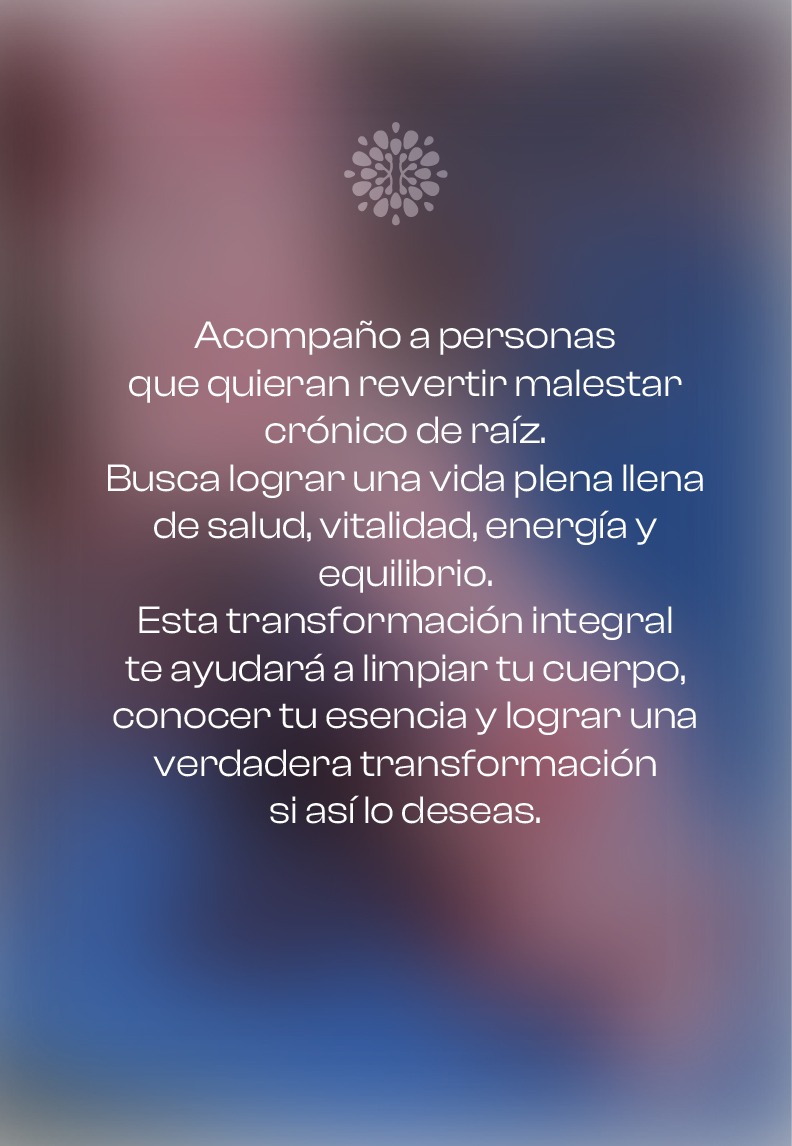 Acompaño a personas
que quieran revertir malestar
crónico de raíz.
Busca lograr una vida plena llena
de salud, vitalidad, energía y
equilibrio.
Esta transformación integral
te ayudará a limpiar tu cuerpo,
conocer tu esencia y lograr una
verdadera transformación
si así lo deseas.